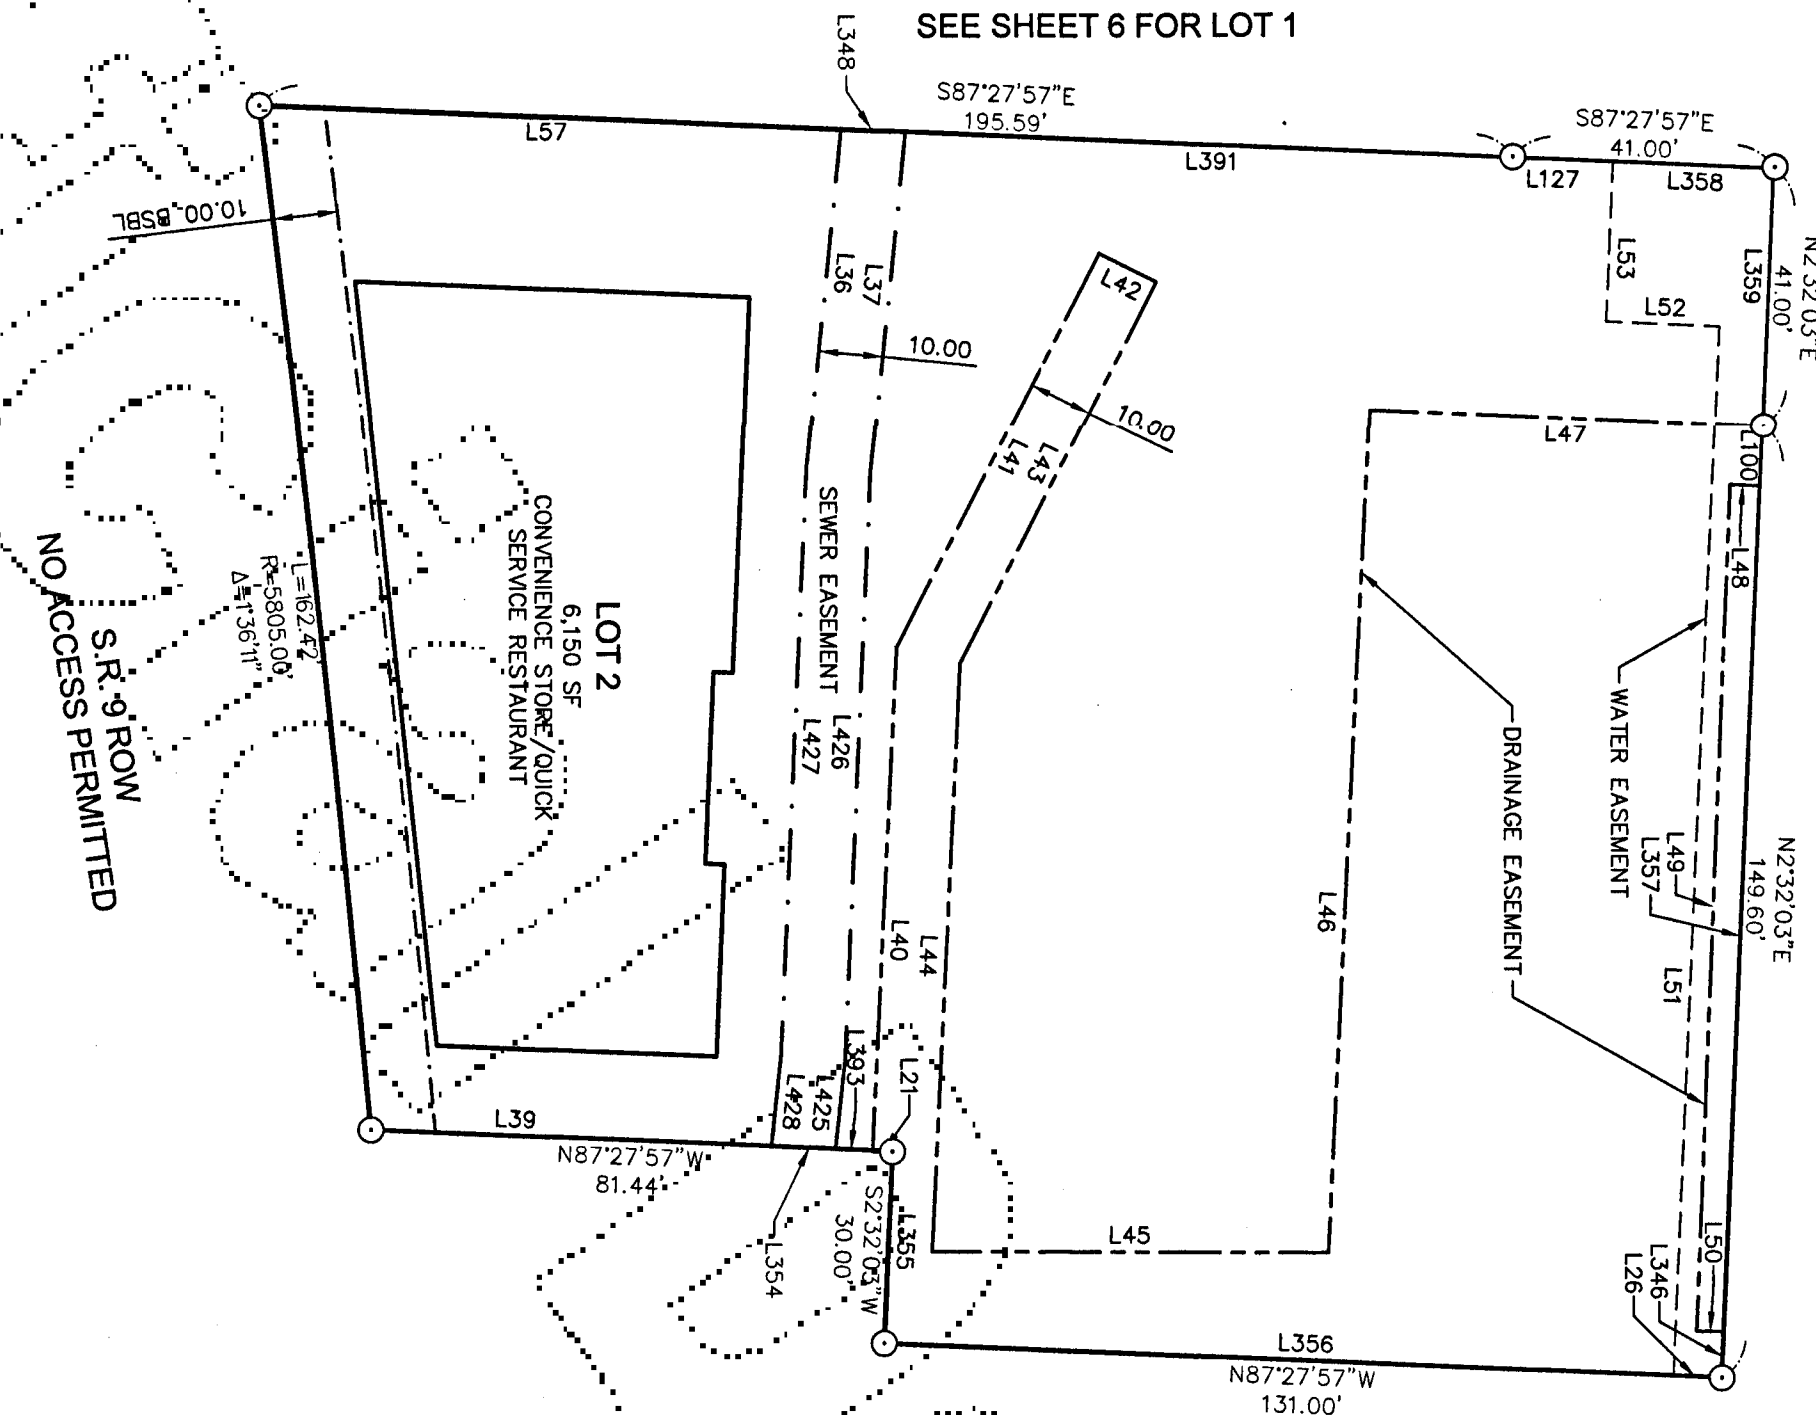 SEE SHEET 6 FOR LOT 1
L348
S87°27'57"E
195.59'
S87°27'57"E
41.00'
L57
L391
L127
L358
N2°32'03"E
41.00'
L359
10.00 BSBL
L36
L37
L42
L53
L52
10.00
10.00
L41
L43
L47
L100
L48
SEWER EASEMENT
LOT 2
6,150 SF
CONVENIENCE STORE/QUICK
SERVICE RESTAURANT
L=162.42'
R=5805.00'
Δ=1°36'11"
S.R. 9 ROW
NO ACCESS PERMITTED
L426
L427
WATER EASEMENT
DRAINAGE EASEMENT
L49
L357
N2°32'03"E
149.60'
L40
L44
L46
L51
L393
L21
L425
L428
L39
N87°27'57"W
81.44'
L354
L355
S2°32'03"W
30.00'
L45
L50
L346
L26
L356
N87°27'57"W
131.00'